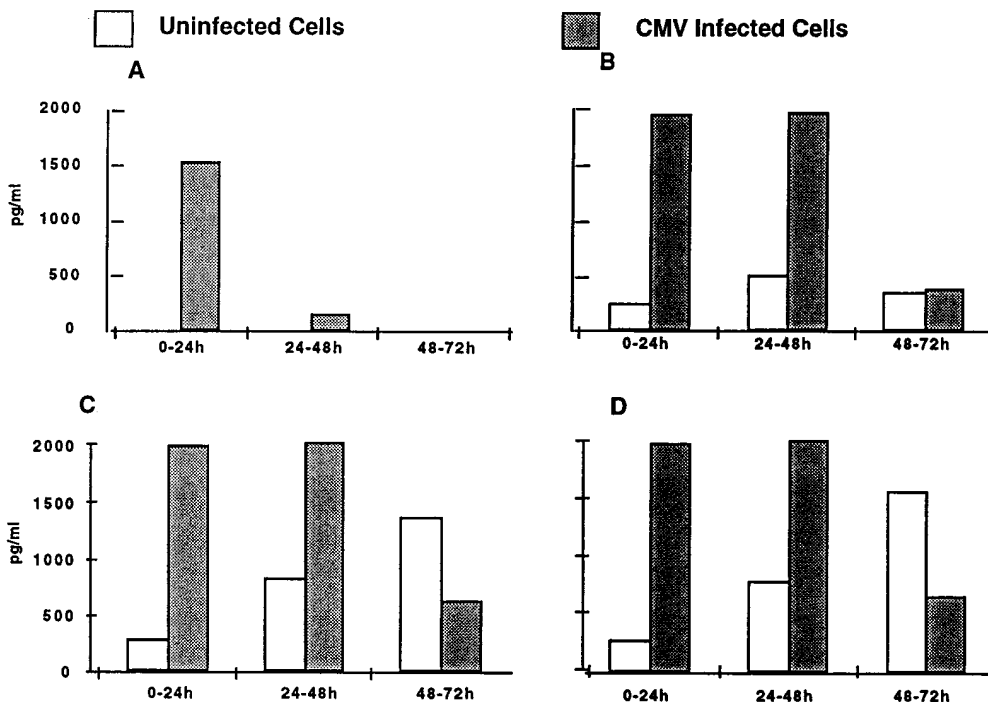 Uninfected Cells
CMV Infected Cells
A
B
2000
1500
1000
500
0
pg/ml
0-24h
24-48h
48-72h
0-24h
24-48h
48-72h
C
D
2000
1500
1000
500
0
pg/ml
0-24h
24-48h
48-72h
0-24h
24-48h
48-72h